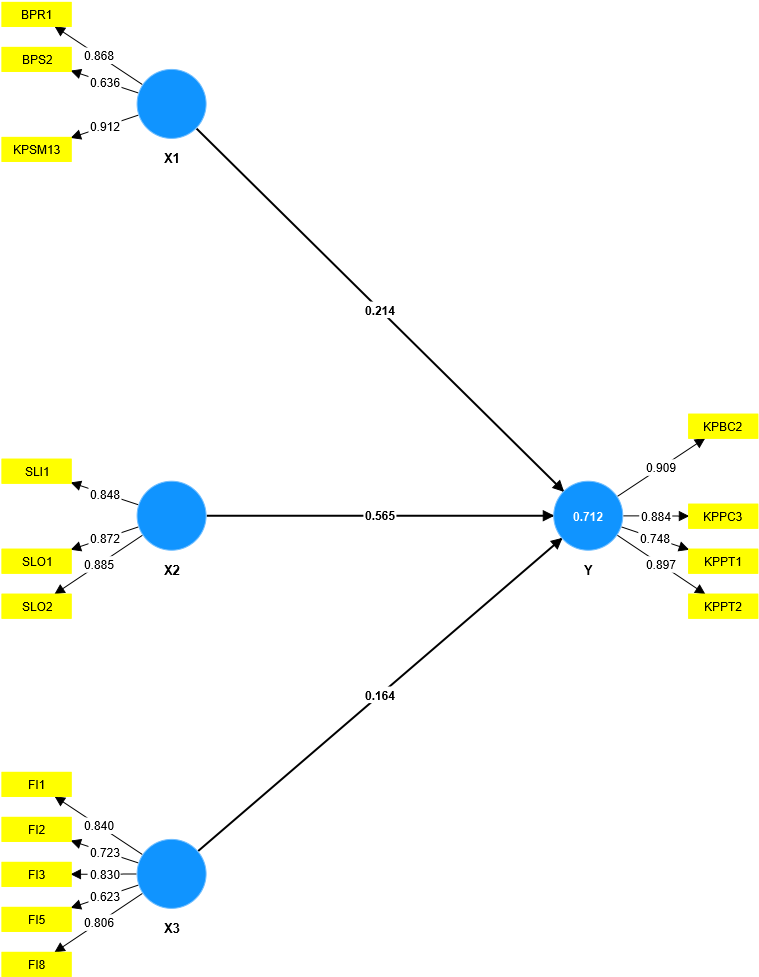 BPR1
0.868
BPS2
0.636
0.912
KPSM13
X1
0.214
KPBC2
SLI1
0.909
0.848
0.565
0.712
0.884
KPPC3
0.872
0.748
SLO1
0.885
0.897
KPPT1
X2
Y
SLO2
KPPT2
0.164
FI1
0.840
FI2
0.723
FI3
0.830
0.623
FI5
0.806
X3
FI8